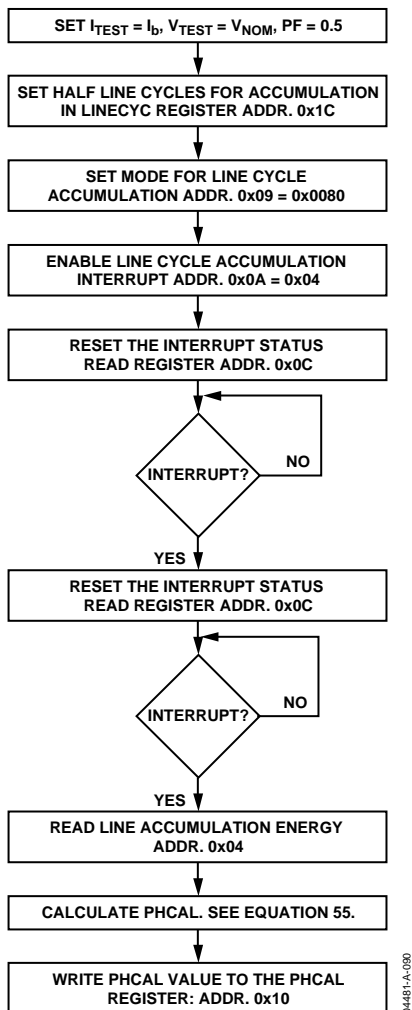 SET ITEST = Ib, VTEST = VNOM, PF = 0.5
SET HALF LINE CYCLES FOR ACCUMULATION
IN LINECYC REGISTER ADDR. 0x1C
SET MODE FOR LINE CYCLE
ACCUMULATION ADDR. 0x09 = 0x0080
ENABLE LINE CYCLE ACCUMULATION
INTERRUPT ADDR. 0x0A = 0x04
RESET THE INTERRUPT STATUS
READ REGISTER ADDR. 0x0C
INTERRUPT?
NO
YES
RESET THE INTERRUPT STATUS
READ REGISTER ADDR. 0x0C
INTERRUPT?
NO
YES
READ LINE ACCUMULATION ENERGY
ADDR. 0x04
CALCULATE PHCAL. SEE EQUATION 55.
WRITE PHCAL VALUE TO THE PHCAL
REGISTER: ADDR. 0x10
04481-A-090